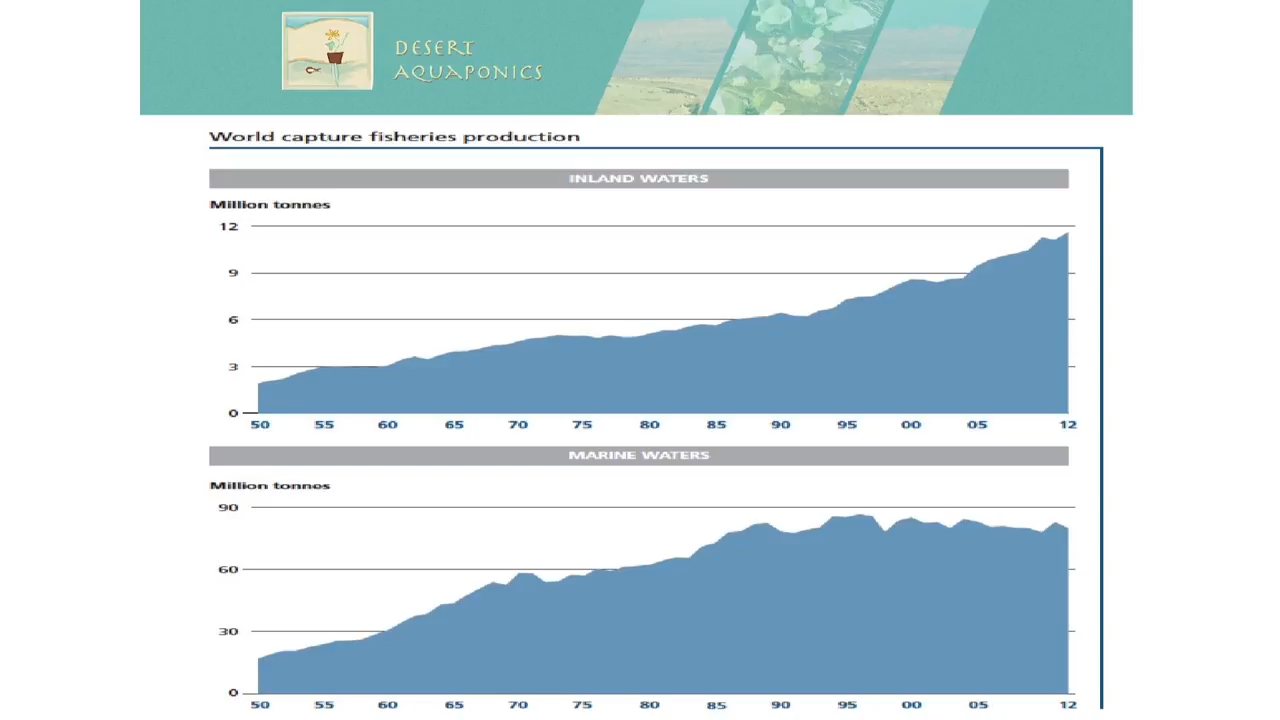 DESERT
AQUAPONICS
World capture fisheries production
INLAND WATERS
Million tonnes
12
9
6
3
0
50 55 60 65 70 75 80 85 90 95 00 05 12
MARINE WATERS
Million tonnes
90
60
30
0
50 55 60 65 70 75 80 85 90 95 00 05 12